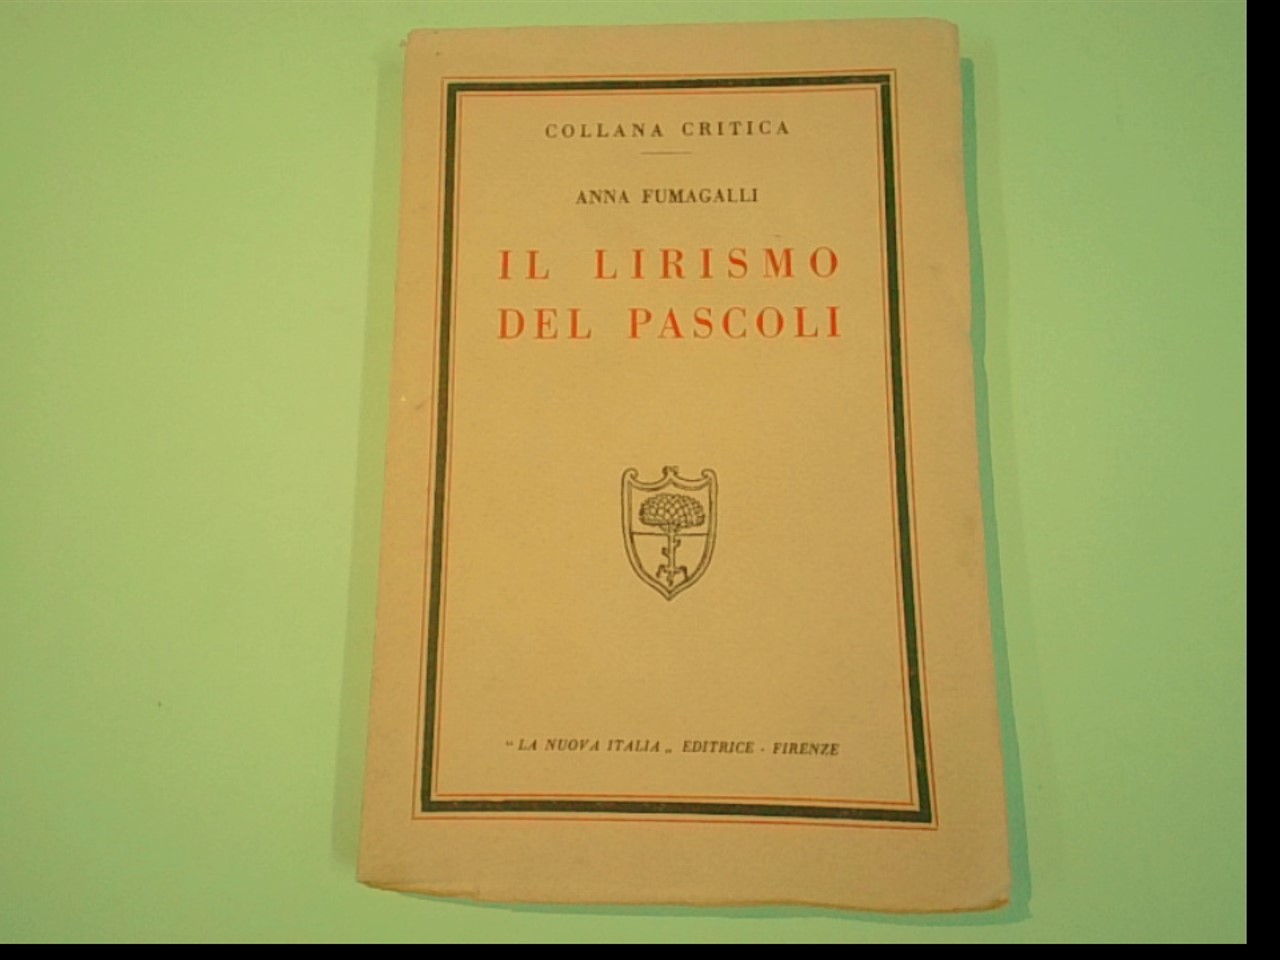 COLLANA CRITICA
ANNA FUMAGALLI
IL LIRISMO
DEL PASCOLI
“ LA NUOVA ITALIA „ EDITRICE - FIRENZE